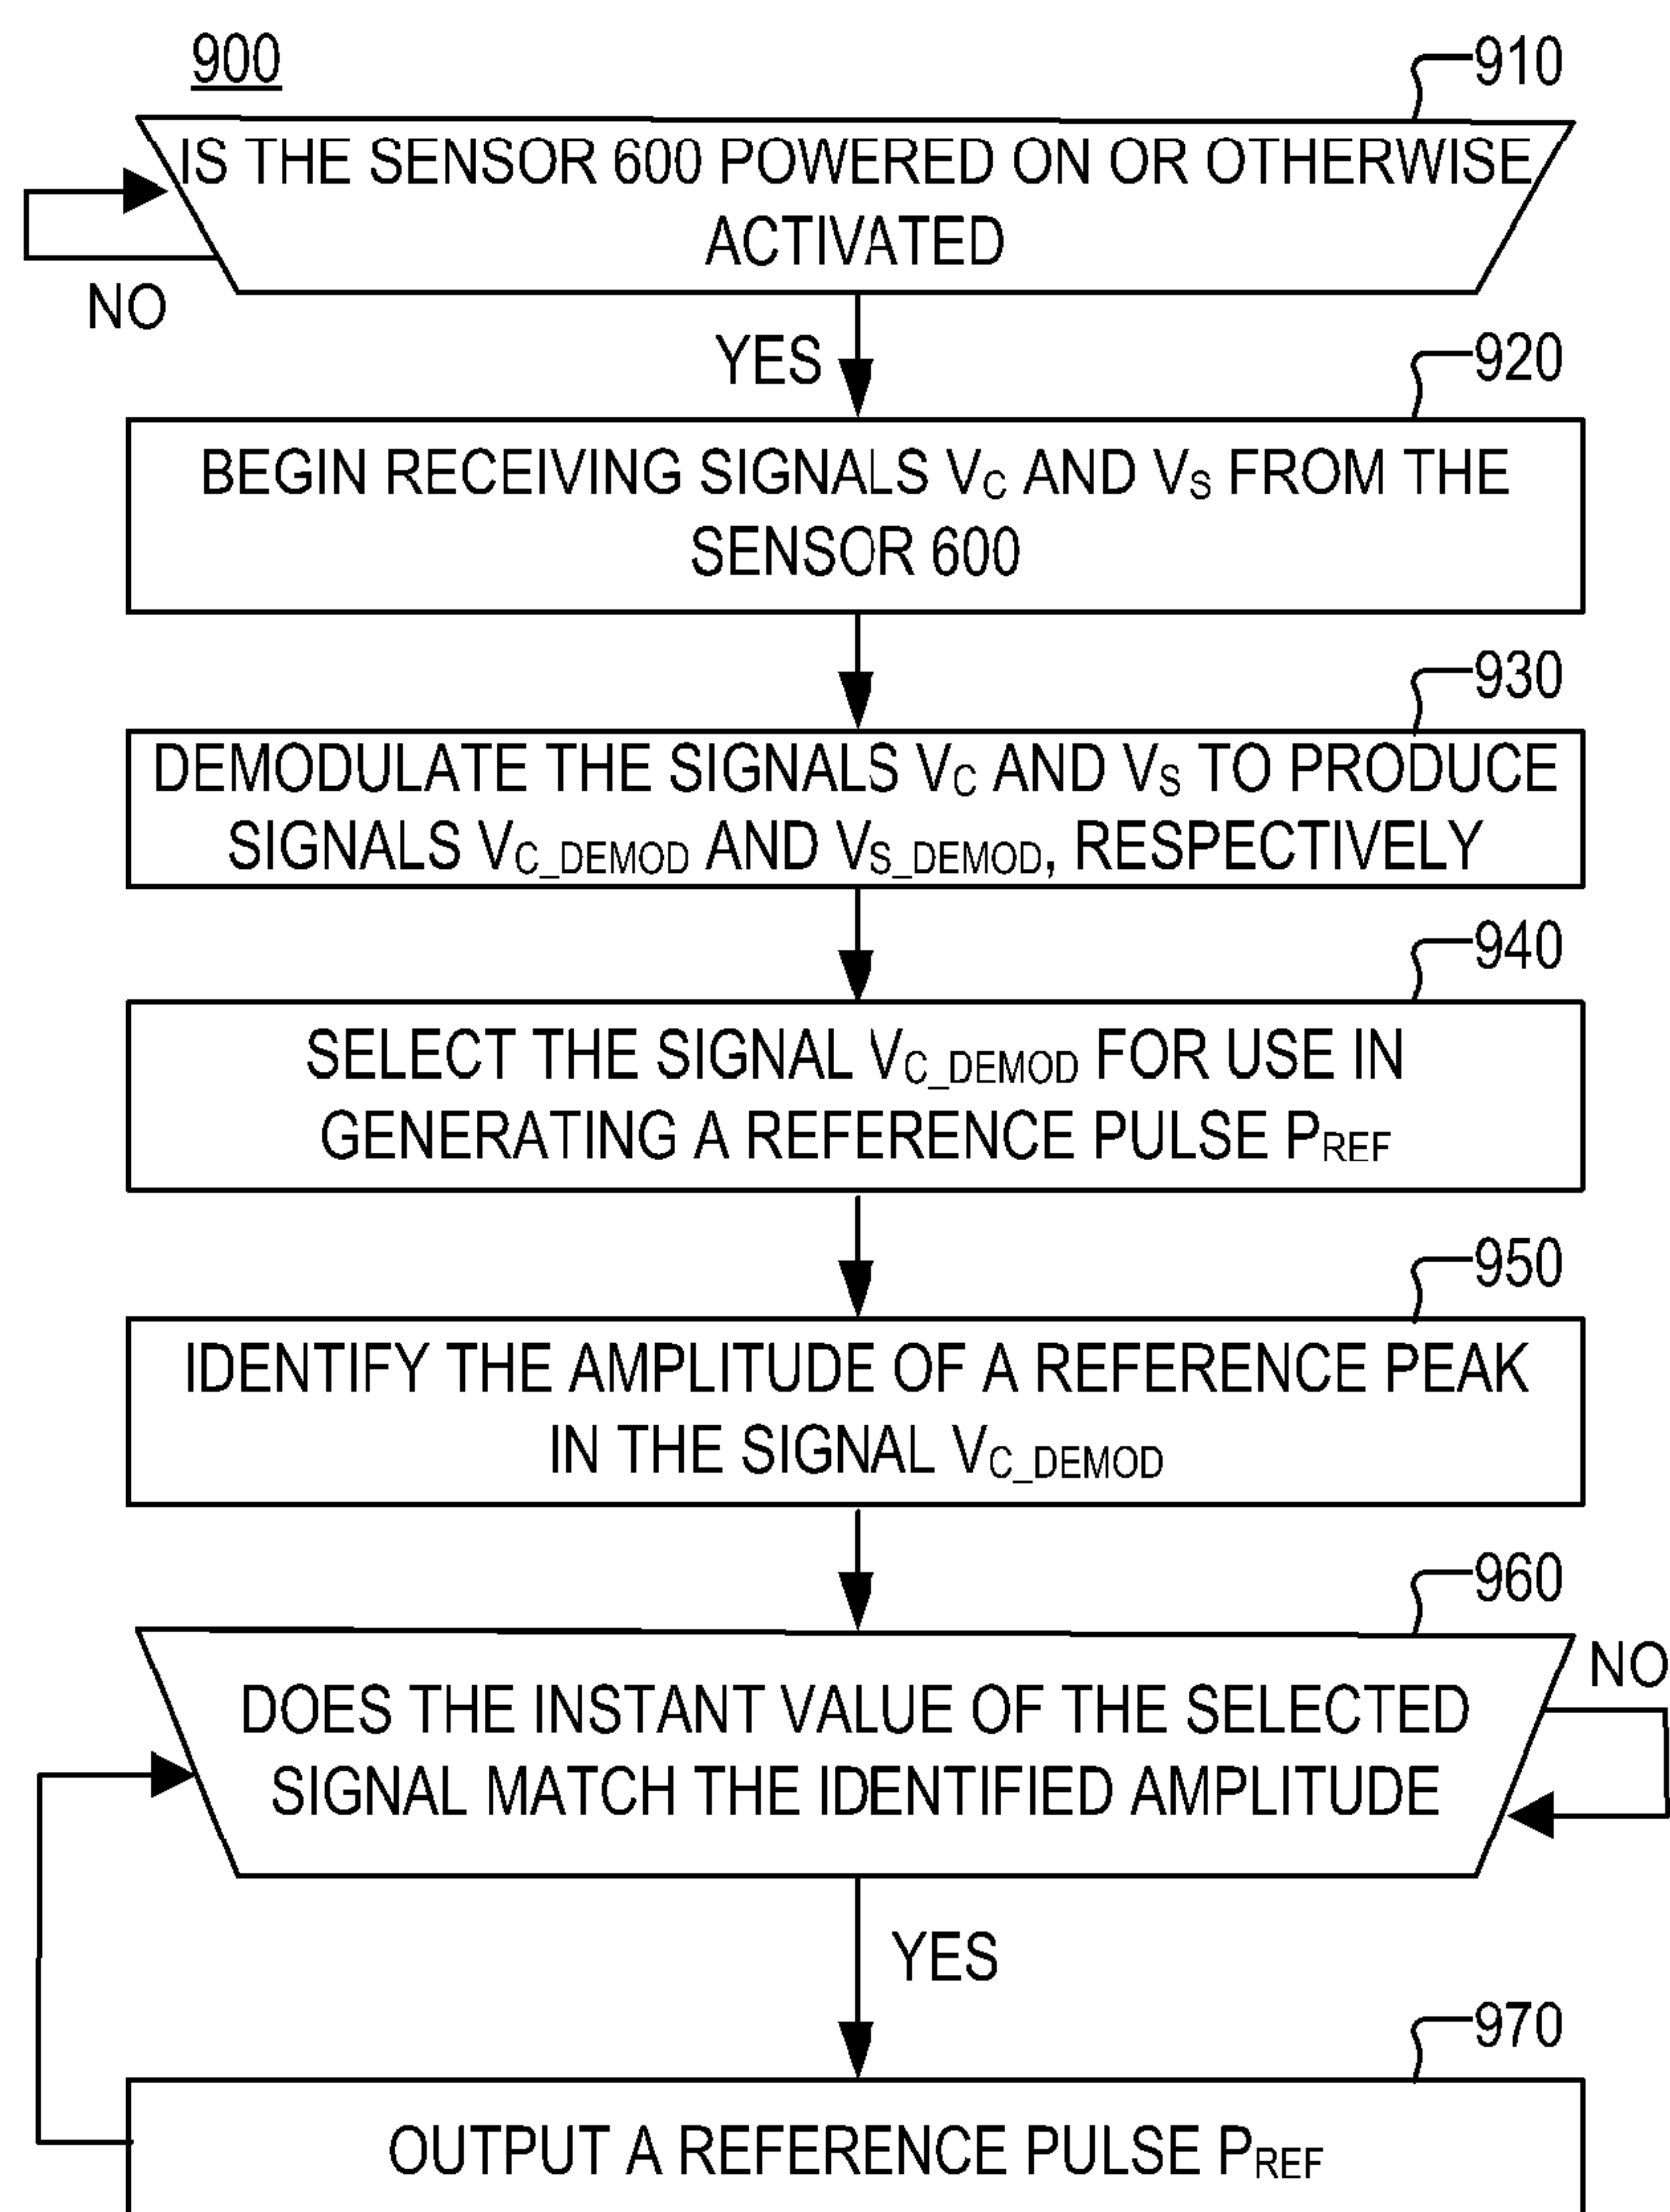 900
910
IS THE SENSOR 600 POWERED ON OR OTHERWISE
ACTIVATED
NO
YES
920
BEGIN RECEIVING SIGNALS VC AND VS FROM THE
SENSOR 600
930
DEMODULATE THE SIGNALS VC AND VS TO PRODUCE
SIGNALS VC_DEMOD AND VS_DEMOD, RESPECTIVELY
940
SELECT THE SIGNAL VC_DEMOD FOR USE IN
GENERATING A REFERENCE PULSE PREF
950
IDENTIFY THE AMPLITUDE OF A REFERENCE PEAK
IN THE SIGNAL VC_DEMOD
960
NO
DOES THE INSTANT VALUE OF THE SELECTED
SIGNAL MATCH THE IDENTIFIED AMPLITUDE
YES
970
OUTPUT A REFERENCE PULSE PREF